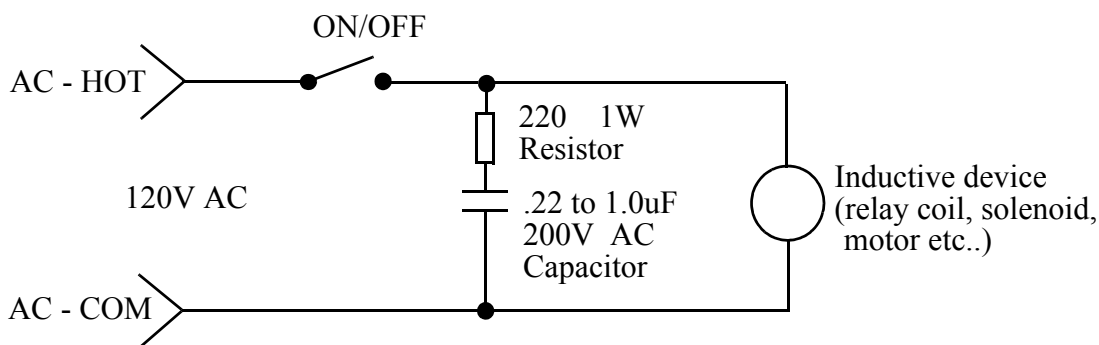 ON/OFF
AC - HOT
220 1W
Resistor
120V AC
.22 to 1.0uF
200V AC
Capacitor
Inductive device
(relay coil, solenoid,
motor etc..)
AC - COM